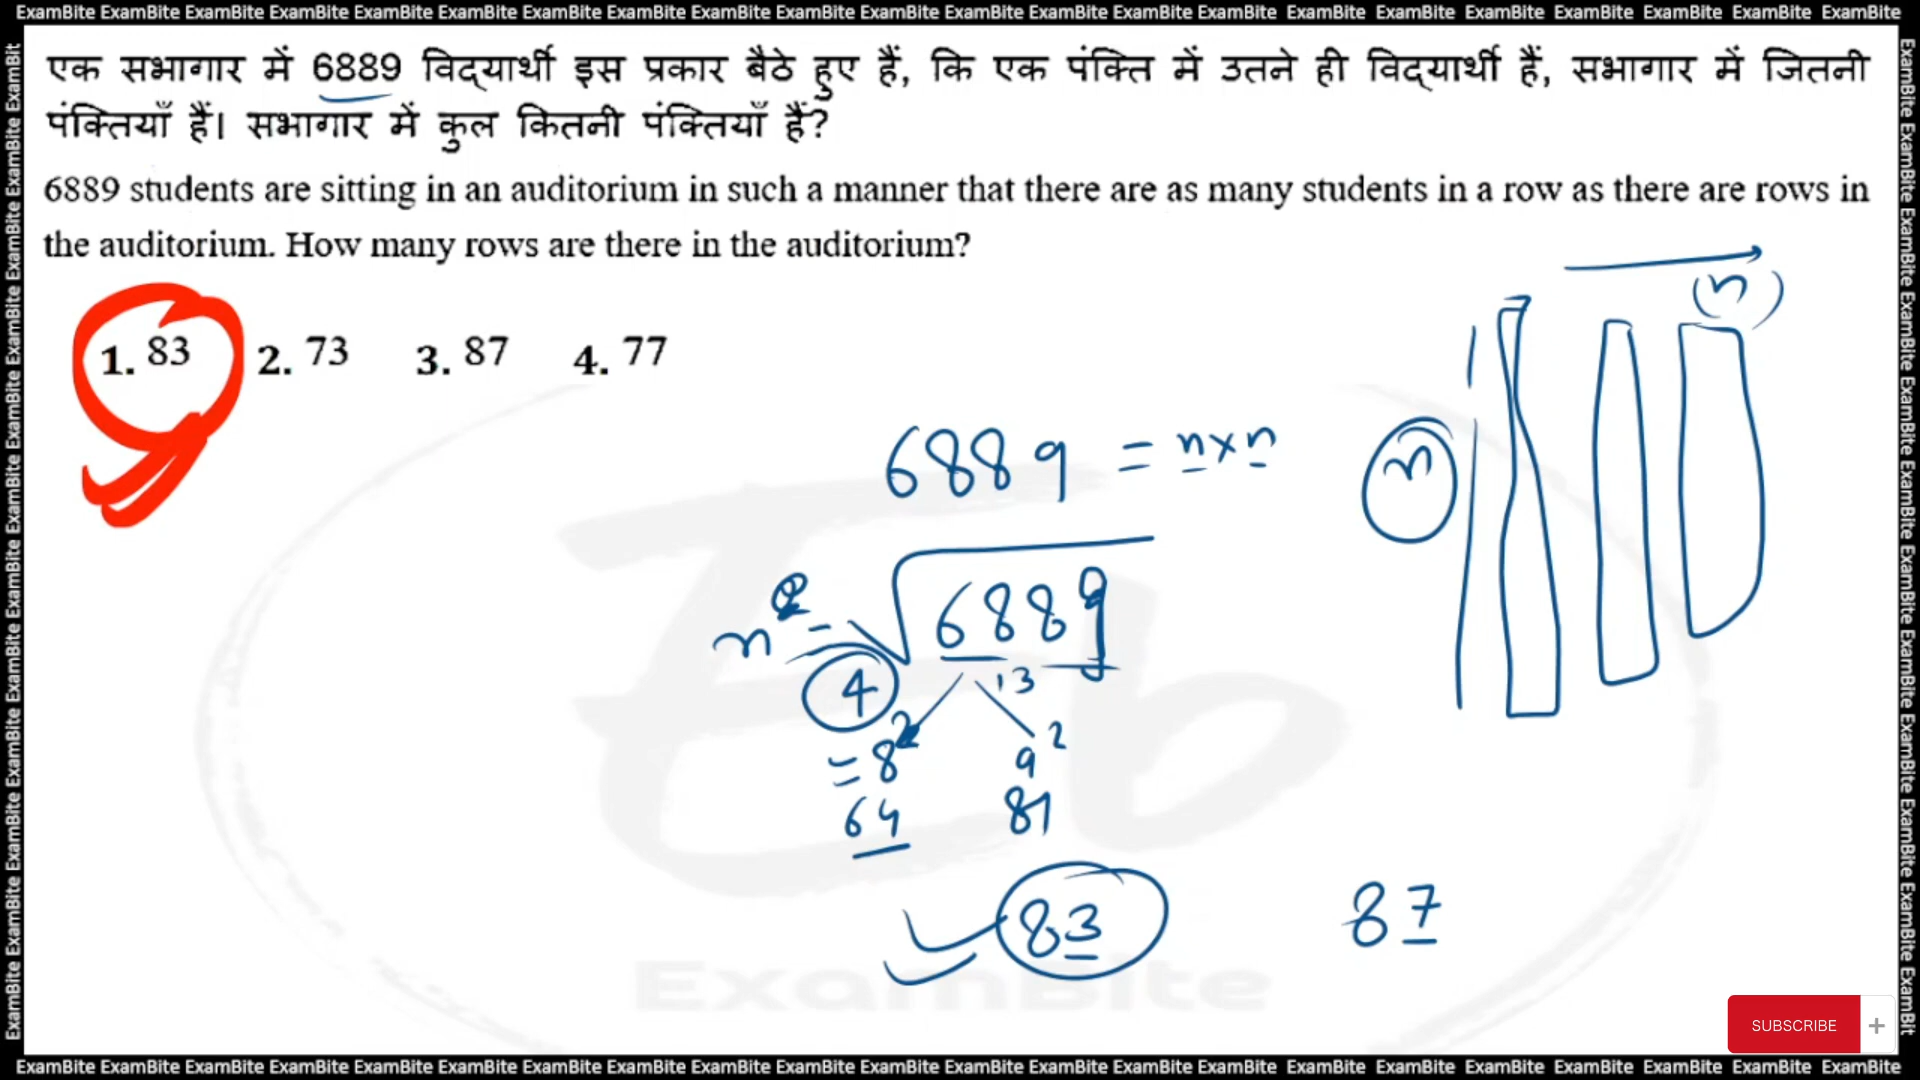 ExamBite ExamBite ExamBite ExamBite ExamBite ExamBite ExamBite ExamBite ExamBite ExamBite ExamBite ExamBite ExamBite ExamBite ExamBite ExamBite ExamBite ExamBite ExamBite ExamBite ExamBite ExamBite
एक सभागार में 6889 विद्यार्थी इस प्रकार बैठे हुए हैं, कि एक पंक्ति में उतने ही विद्यार्थी हैं, सभागार में जितनी
पंक्तियाँ हैं। सभागार में कुल कितनी पंक्तियाँ हैं?
6889 students are sitting in an auditorium in such a manner that there are as many students in a row as there are rows in
the auditorium. How many rows are there in the auditorium?
1. 83 2. 73 3. 87 4. 77
(n)
6889 = n×n
n
√6889
n²
4
13
= 8² 9²
64 81
83 87
ExamBite
SUBSCRIBE +
ExamBite ExamBite ExamBite ExamBite ExamBite ExamBite ExamBite ExamBite ExamBite ExamBite ExamBite ExamBite ExamBite ExamBite ExamBite ExamBite ExamBite ExamBite ExamBite ExamBite ExamBite ExamBite